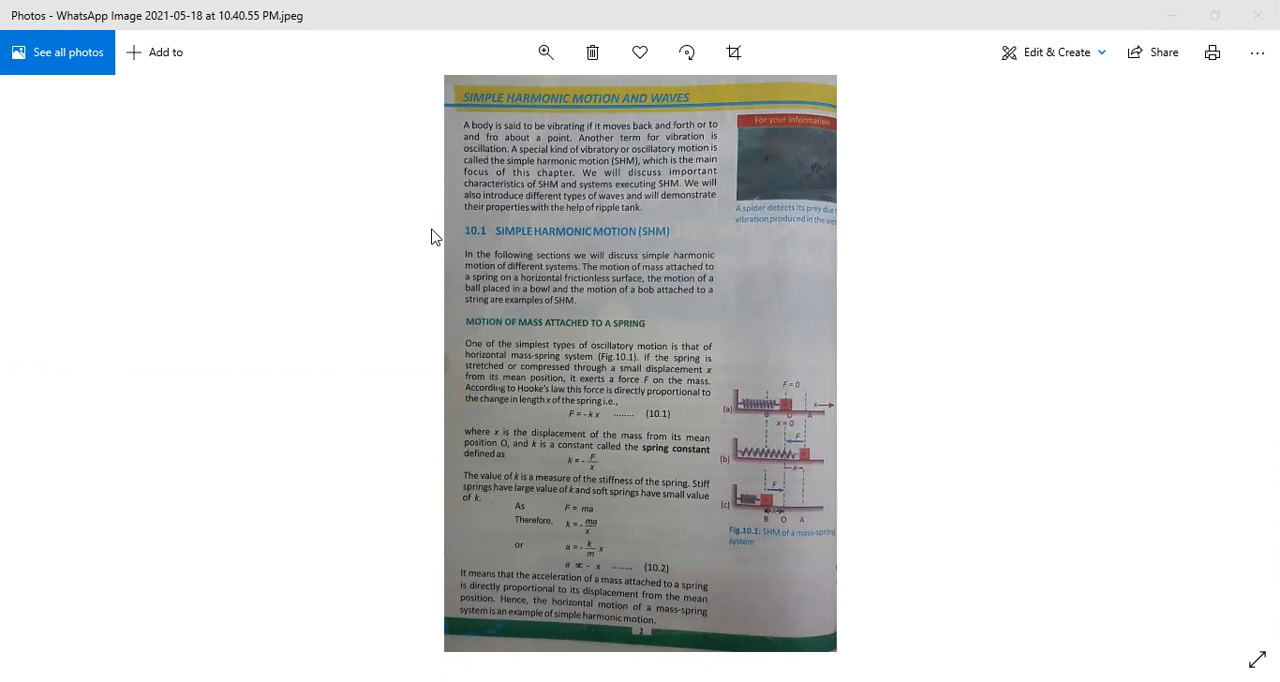 Photos - WhatsApp Image 2021-05-18 at 10.40.55 PM.jpeg
See all photos
Add to
Edit & Create
Share
SIMPLE HARMONIC MOTION AND WAVES
A body is said to be vibrating if it moves back and forth or to
and fro about a point. Another term for vibration is
oscillation. A special kind of vibratory or oscillatory motion is
called the simple harmonic motion (SHM), which is the main
focus of this chapter. We will discuss important
characteristics of SHM and systems executing SHM. We will
also introduce different types of waves and will demonstrate
their properties with the help of ripple tank.
For your information
A spider detects its prey due
vibration produced in the
10.1 SIMPLE HARMONIC MOTION (SHM)
In the following sections we will discuss simple harmonic
motion of different systems. The motion of mass attached to
a spring on a horizontal frictionless surface, the motion of a
ball placed in a bowl and the motion of a bob attached to a
string are examples of SHM.
MOTION OF MASS ATTACHED TO A SPRING
One of the simplest types of oscillatory motion is that of
horizontal mass-spring system (Fig.10.1). If the spring is
stretched or compressed through a small displacement x
from its mean position, it exerts a force F on the mass.
According to Hooke's law this force is directly proportional to
the change in length x of the spring i.e.,
F = - k x ........ (10.1)
where x is the displacement of the mass from its mean
position O, and k is a constant called the spring constant
defined as
k = - F/x
The value of k is a measure of the stiffness of the spring. Stiff
springs have large value of k and soft springs have small value
of k.
As F = ma
Therefore, k = - ma/x
or a = - k/m x
a ∝ - x ........ (10.2)
It means that the acceleration of a mass attached to a spring
is directly proportional to its displacement from the mean
position. Hence, the horizontal motion of a mass-spring
system is an example of simple harmonic motion.
F = 0
(a)
B O A
x
x = 0
F
(b)
x
F
(c)
x
B O A
Fig.10.1: SHM of a mass-spring
system
2